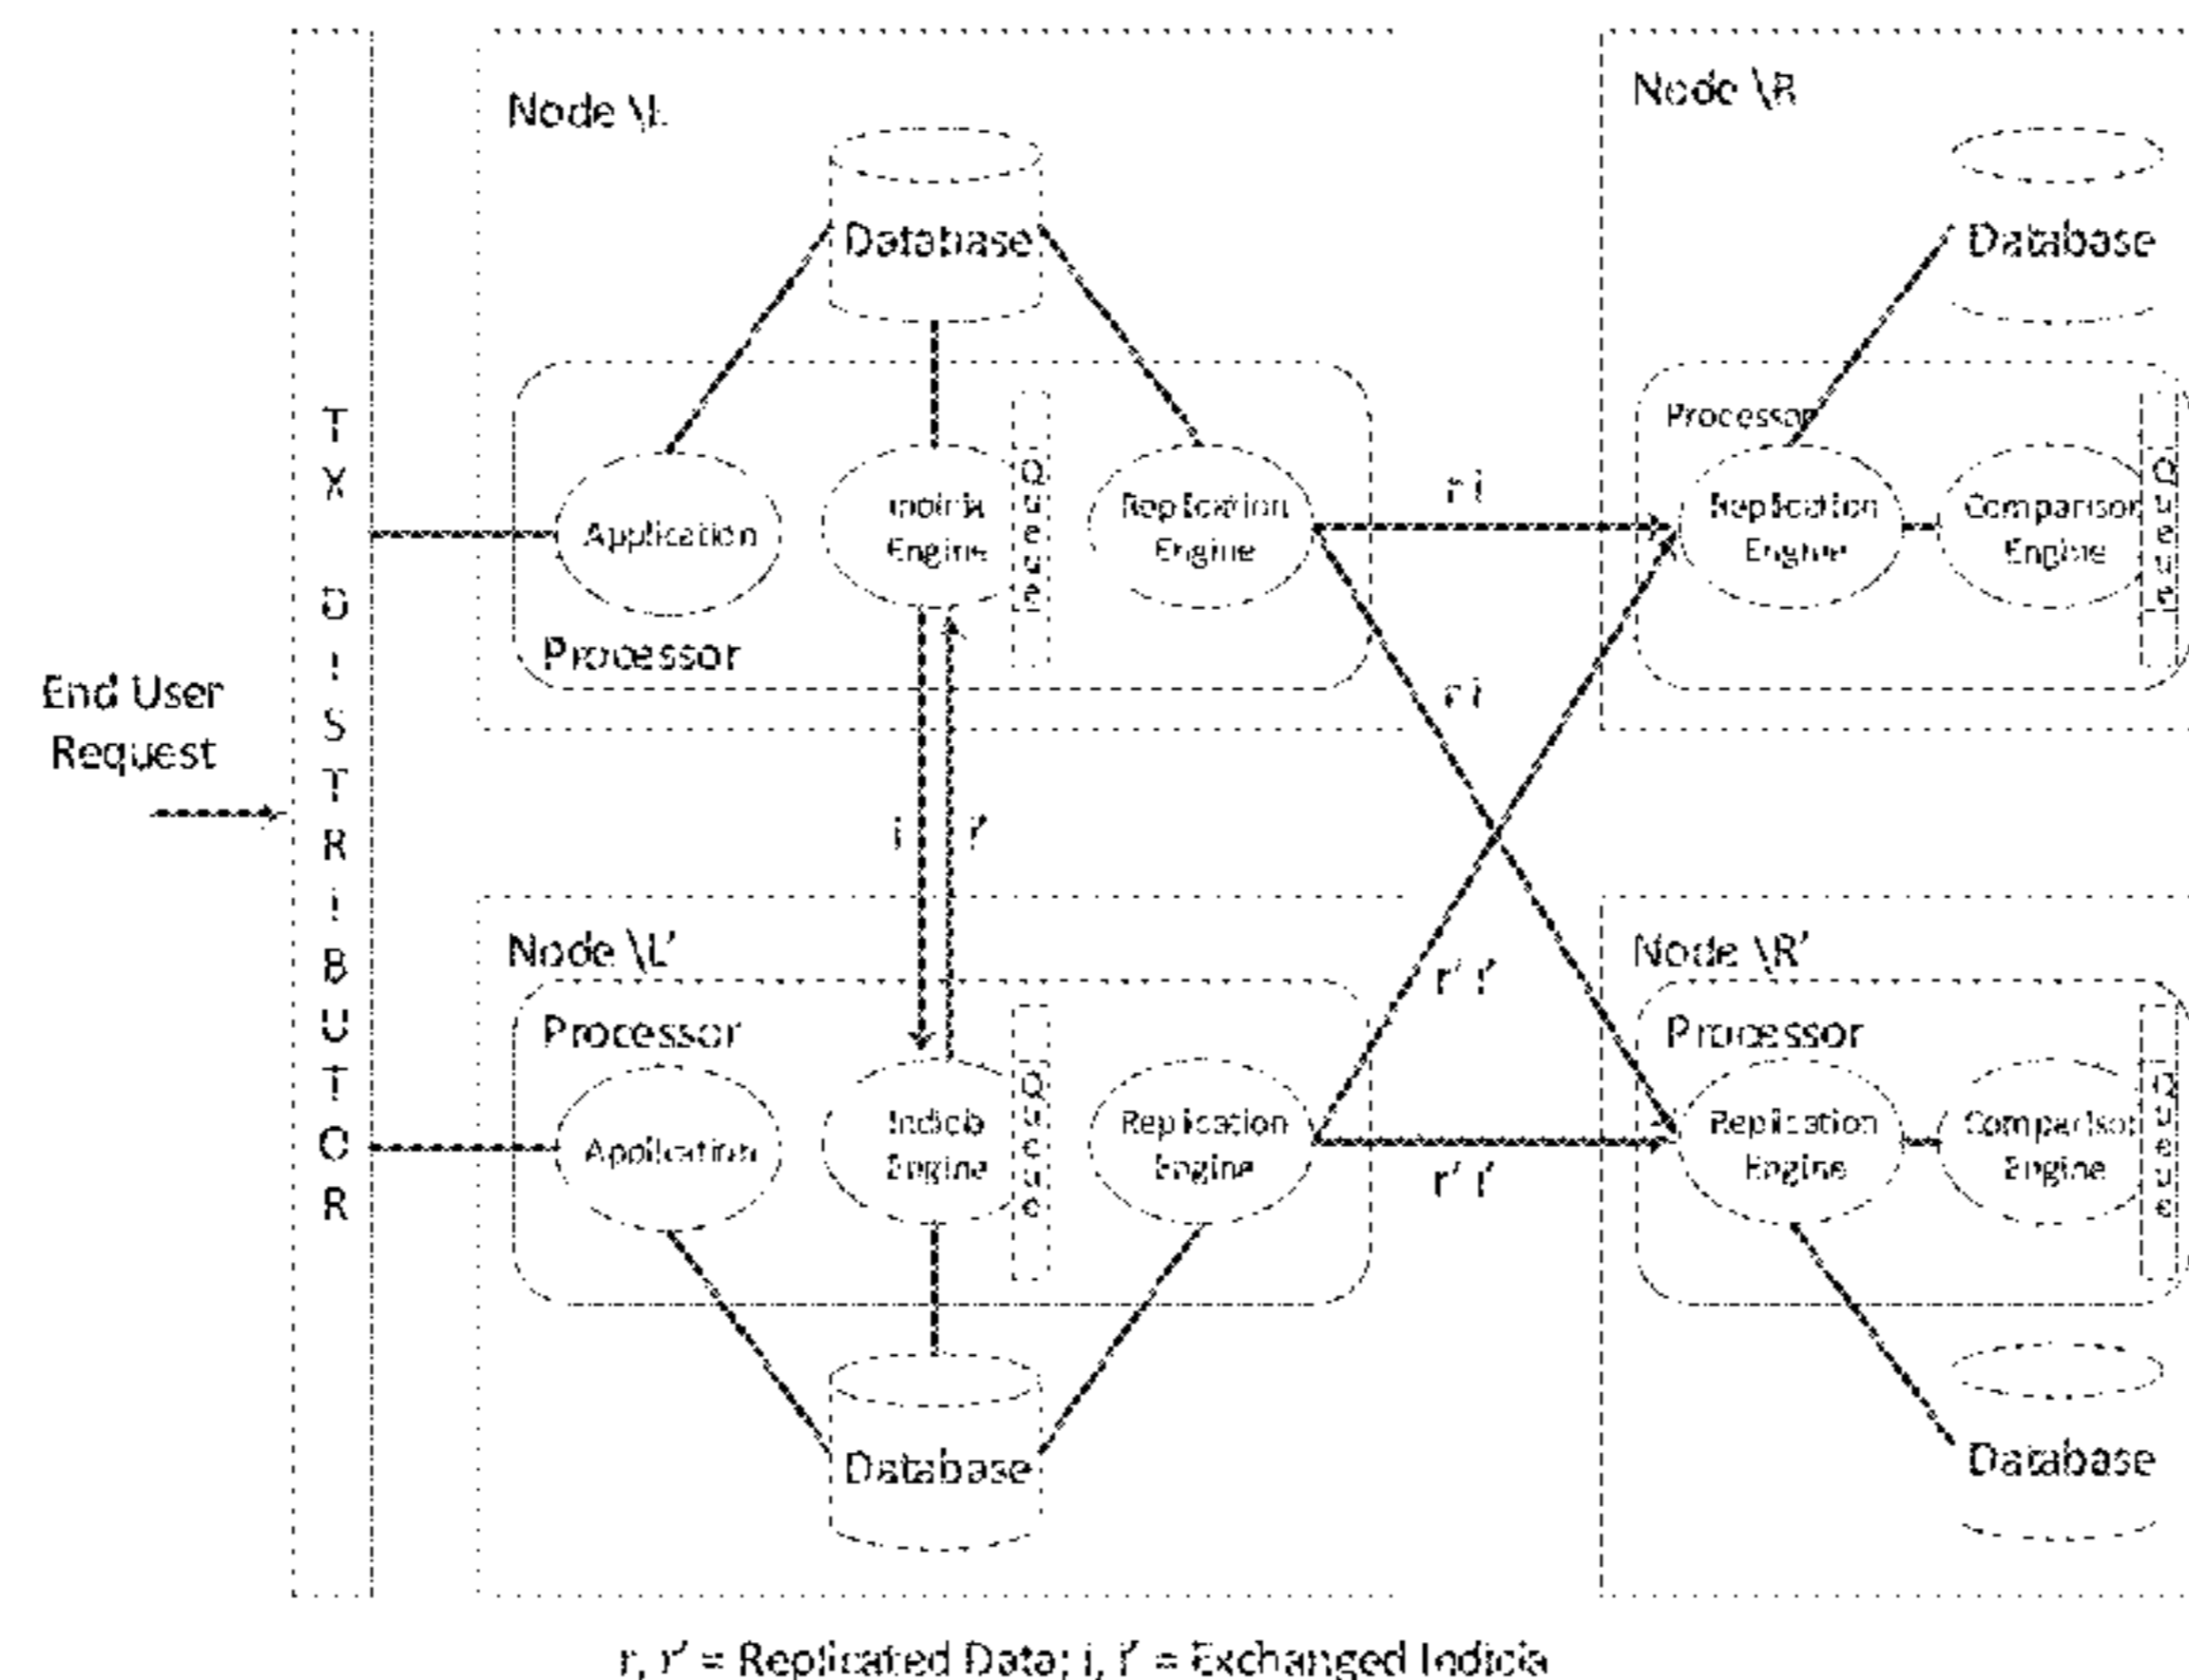 Node \L
Node \R
Database
Database
TX DISTRIBUTOR
Application
Indicia
Engine
Queue
Replication
Engine
r i
Processor
Replication
Engine
Comparison
Engine
Queue
Processor
r i
End User
Request
i
i'
Node \L'
Node \R'
r' i'
Processor
Processor
Application
Indicia
Engine
Queue
Replication
Engine
r' i'
Replication
Engine
Comparison
Engine
Queue
Database
Database
r, r' = Replicated Data; i, i' = Exchanged Indicia